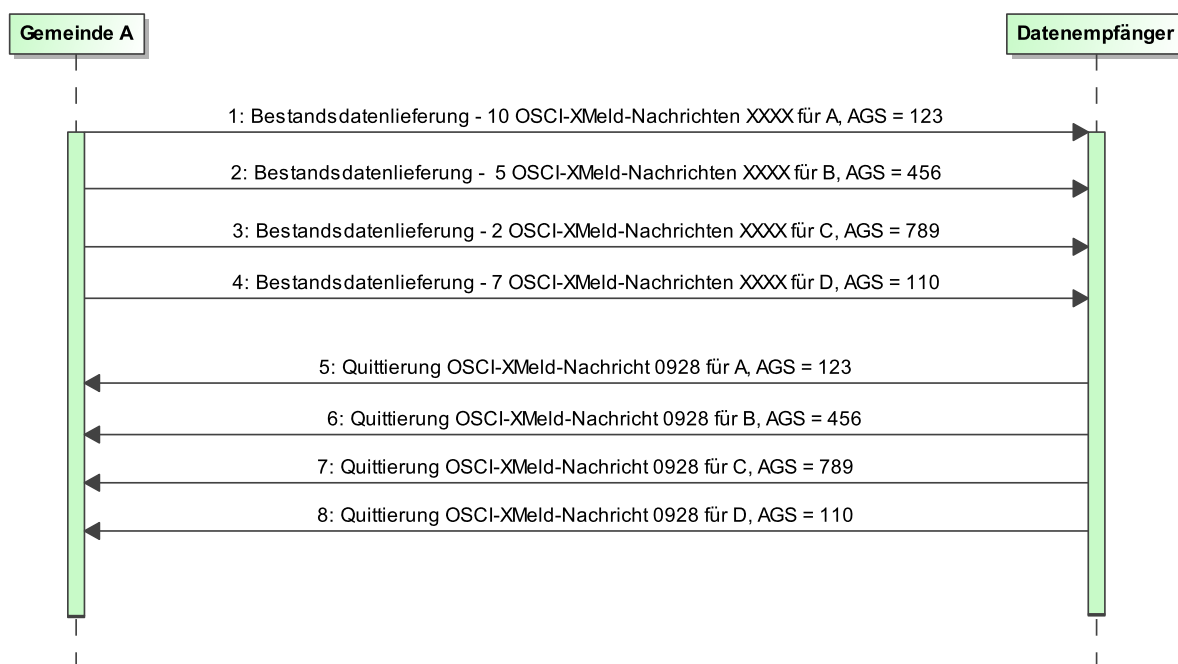 Gemeinde A
Datenempfänger
1: Bestandsdatenlieferung - 10 OSCI-XMeld-Nachrichten XXXX für A, AGS = 123
2: Bestandsdatenlieferung - 5 OSCI-XMeld-Nachrichten XXXX für B, AGS = 456
3: Bestandsdatenlieferung - 2 OSCI-XMeld-Nachrichten XXXX für C, AGS = 789
4: Bestandsdatenlieferung - 7 OSCI-XMeld-Nachrichten XXXX für D, AGS = 110
5: Quittierung OSCI-XMeld-Nachricht 0928 für A, AGS = 123
6: Quittierung OSCI-XMeld-Nachricht 0928 für B, AGS = 456
7: Quittierung OSCI-XMeld-Nachricht 0928 für C, AGS = 789
8: Quittierung OSCI-XMeld-Nachricht 0928 für D, AGS = 110